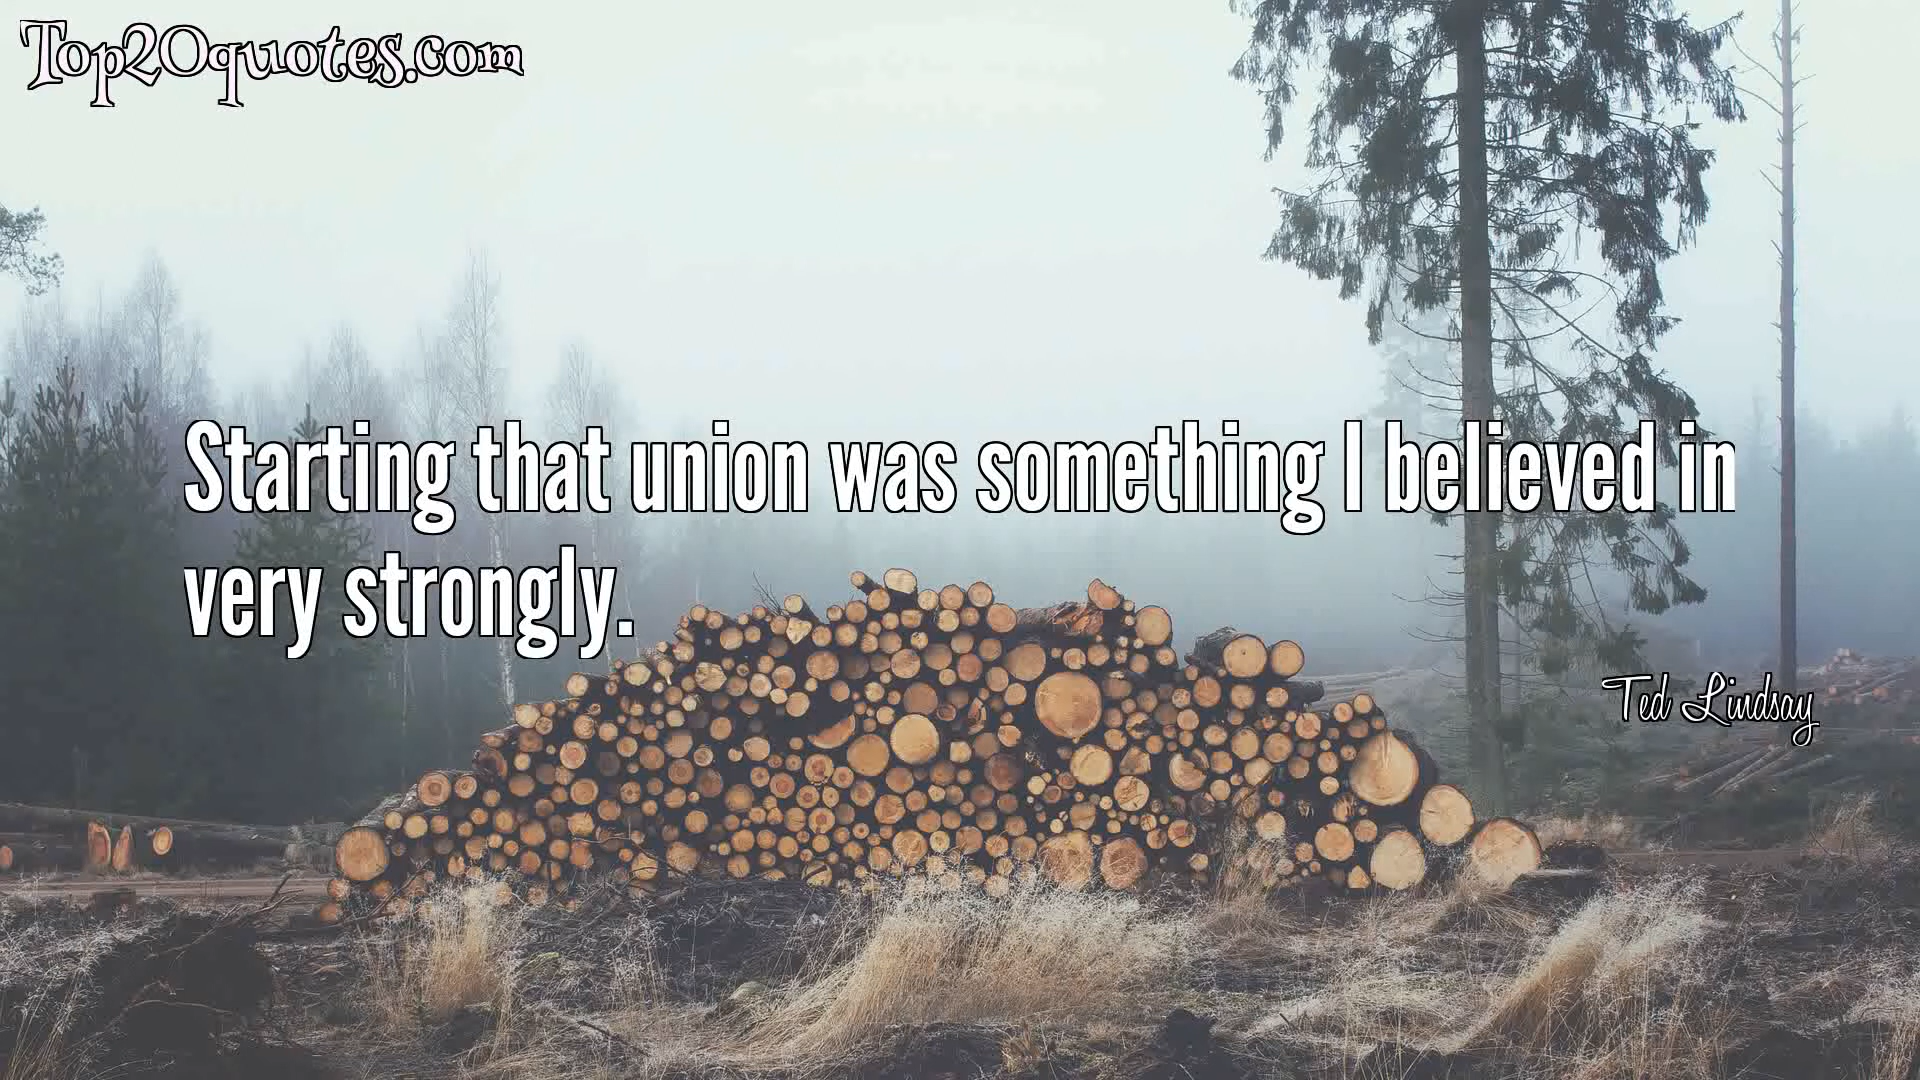 Top20quotes.com
Starting that union was something I believed in
very strongly.
Ted Lindsay